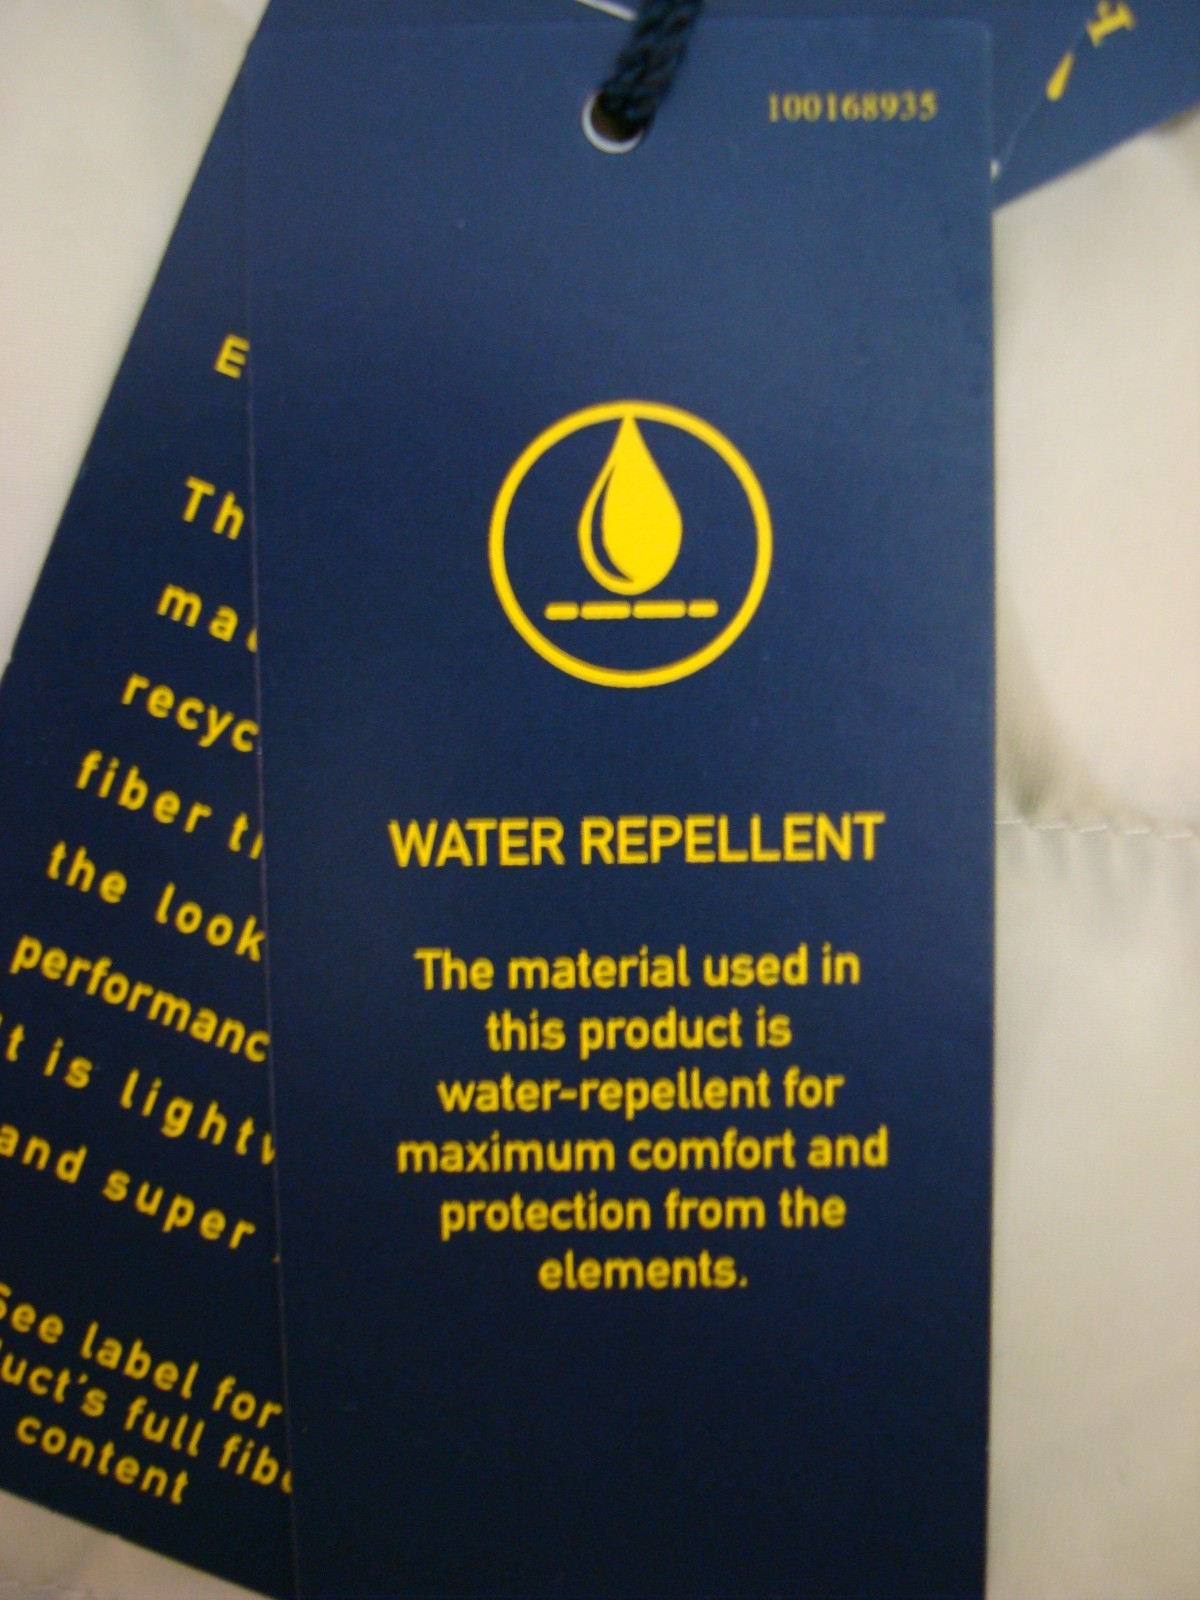 100168935
WATER REPELLENT
The material used in
this product is
water-repellent for
maximum comfort and
protection from the
elements.
E
Th
recyc
fiber
the look
performanc
is light
and super
See label for
uct's full fib
content